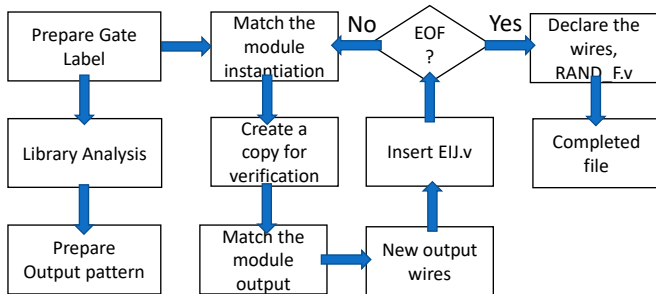 Prepare Gate
Label
Match the
module
instantiation
No
EOF
?
Yes
Declare the
wires,
RAND_F.v
Library Analysis
Create a
copy for
verification
Insert EIJ.v
Completed
file
Prepare
Output pattern
Match the
module
output
New output
wires